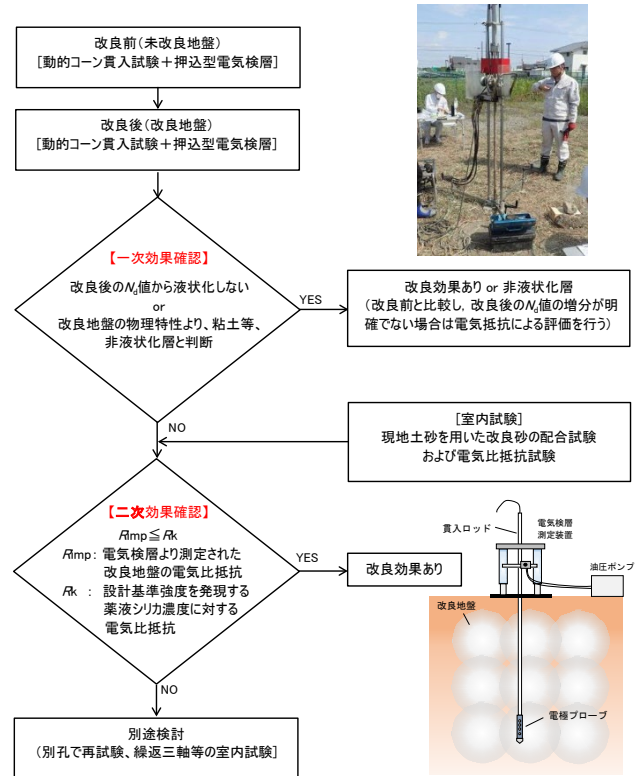 改良前(未改良地盤)
[動的コーン貫入試験+押込型電気検層]
改良後(改良地盤)
[動的コーン貫入試験+押込型電気検層]
【一次効果確認】
改良後のNd値から液状化しない
or
改良地盤の物理特性より、粘土等、
非液状化層と判断
YES
改良効果あり or 非液状化層
(改良前と比較し，改良後のNd値の増分が明
確でない場合は電気抵抗による評価を行う)
NO
[室内試験]
現地土砂を用いた改良砂の配合試験
および電気比抵抗試験
【二次効果確認】
Rimp≦Rk
Rimp： 電気検層より測定された
改良地盤の電気比抵抗
Rk ： 設計基準強度を発現する
薬液シリカ濃度に対する
電気比抵抗
YES
改良効果あり
NO
別途検討
(別孔で再試験、繰返三軸等の室内試験]
貫入ロッド
電気検層
測定装置
油圧ポンプ
改良地盤
電極プローブ